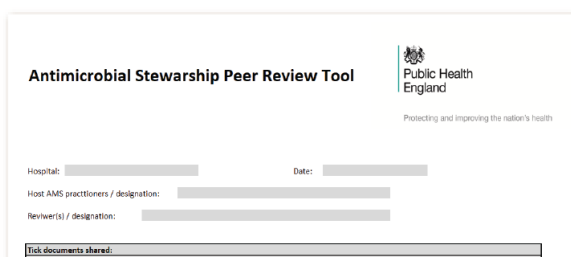 Antimicrobial Stewarship Peer Review Tool
Public Health
England
Protecting and improving the nation's health
Hospital:
Date:
Host AMS practtioners / designation:
Reviwer(s) / designation:
Tick documents shared: